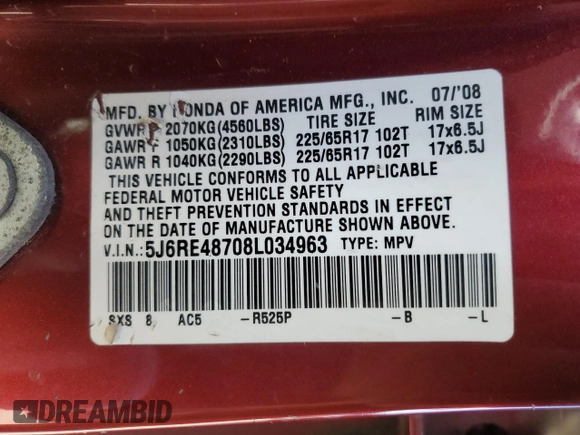 MFD. BY HONDA OF AMERICA MFG., INC. 07/'08
GVWR 2070KG(4560LBS) TIRE SIZE RIM SIZE
GAWR F 1050KG(2310LBS) 225/65R17 102T 17x6.5J
GAWR R 1040KG(2290LBS) 225/65R17 102T 17x6.5J
THIS VEHICLE CONFORMS TO ALL APPLICABLE
FEDERAL MOTOR VEHICLE SAFETY
AND THEFT PREVENTION STANDARDS IN EFFECT
ON THE DATE OF MANUFACTURE SHOWN ABOVE.
V.I.N.:5J6RE48708L034963 TYPE: MPV
SXS 8 AC5 -R525P -B -L
DREAMBID